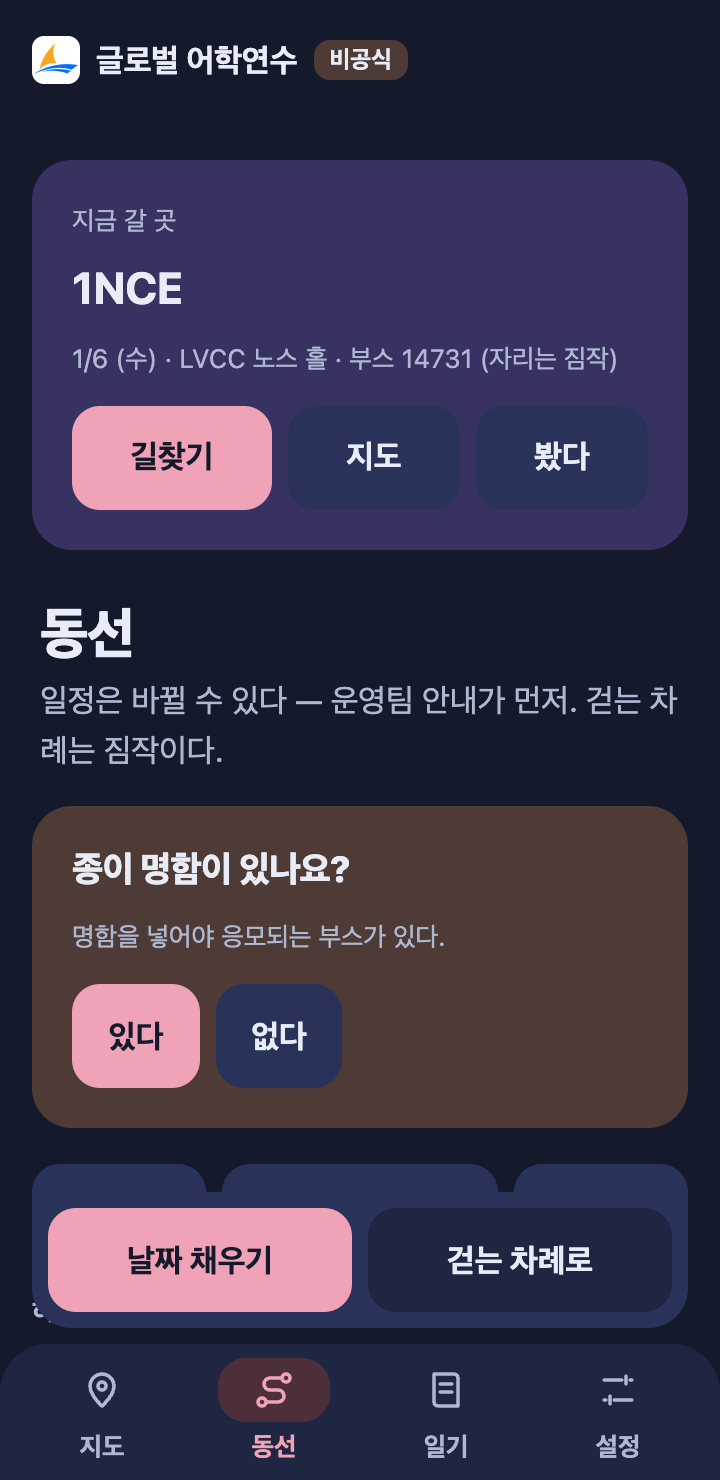 글로벌 어학연수 비공식
지금 갈 곳
1NCE
1/6 (수) · LVCC 노스 홀 · 부스 14731 (자리는 짐작)
길찾기 지도 봤다
동선
일정은 바뀔 수 있다 — 운영팀 안내가 먼저. 걷는 차
례는 짐작이다.
종이 명함이 있나요?
명함을 넣어야 응모되는 부스가 있다.
있다 없다
날짜 채우기 걷는 차례로
지도 동선 일기 설정